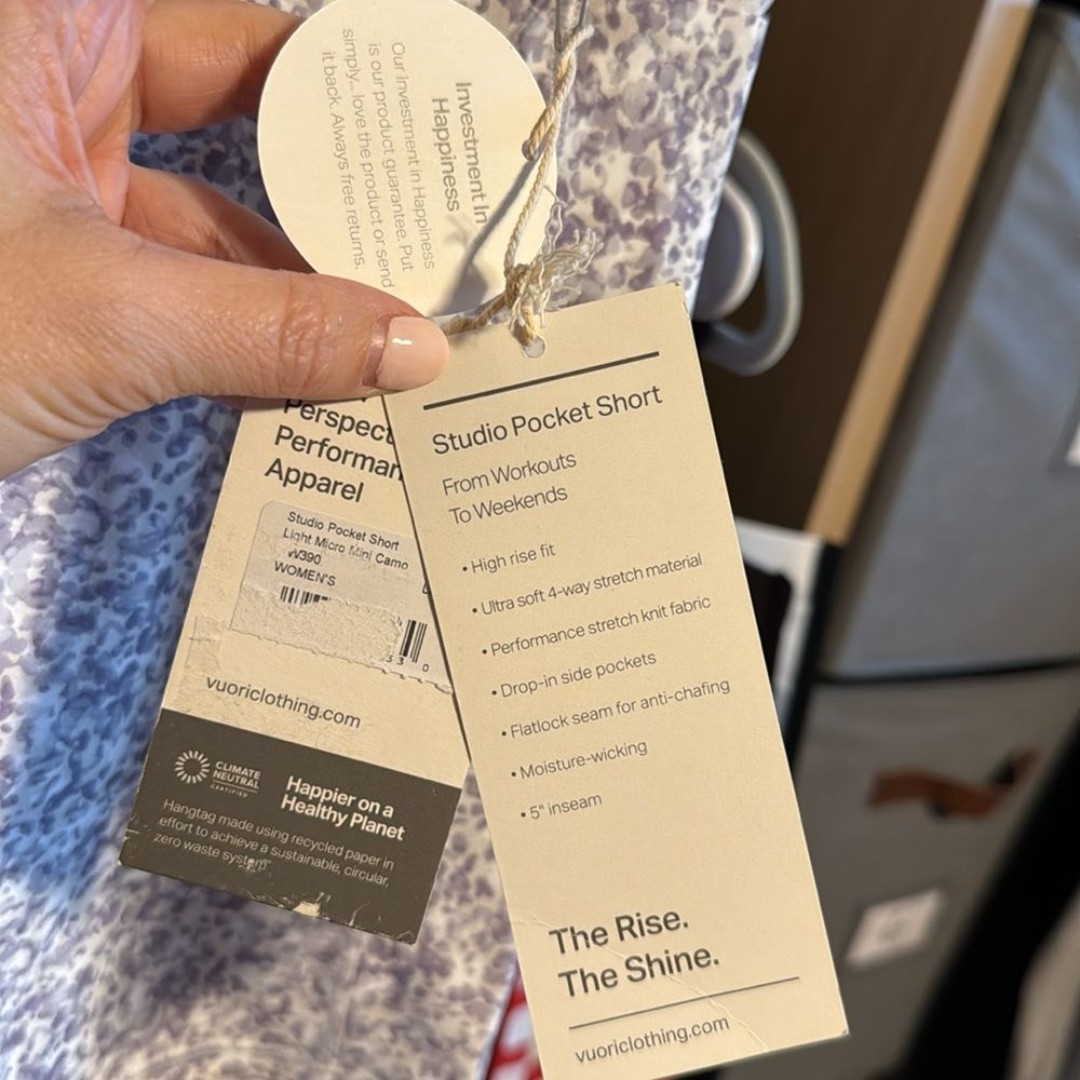 Investment In
Happiness
Our Investment in Happiness
is our product guarantee. Put
simply... love the product or send
it back. Always free returns.
Perspect
Performan
Apparel
Studio Pocket Short
Light Micro Mini Camo
VV390
WOMEN'S
3 0
vuoriclothing.com
CLIMATE
NEUTRAL
CERTIFIED
Happier on a
Healthy Planet
Hangtag made using recycled paper in
effort to achieve a sustainable, circular,
zero waste system
Studio Pocket Short
From Workouts
To Weekends
• High rise fit
• Ultra soft 4-way stretch material
• Performance stretch knit fabric
• Drop-in side pockets
• Flatlock seam for anti-chafing
• Moisture-wicking
• 5" inseam
The Rise.
The Shine.
vuoriclothing.com